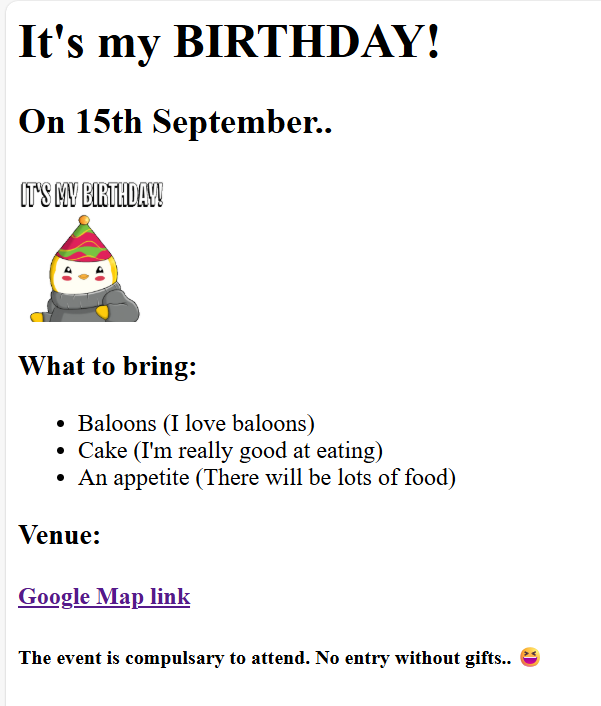 It's my BIRTHDAY!
On 15th September..
IT'S MY BIRTHDAY!
What to bring:
Baloons (I love baloons)
Cake (I'm really good at eating)
An appetite (There will be lots of food)
Venue:
Google Map link
The event is compulsary to attend. No entry without gifts.. 😆